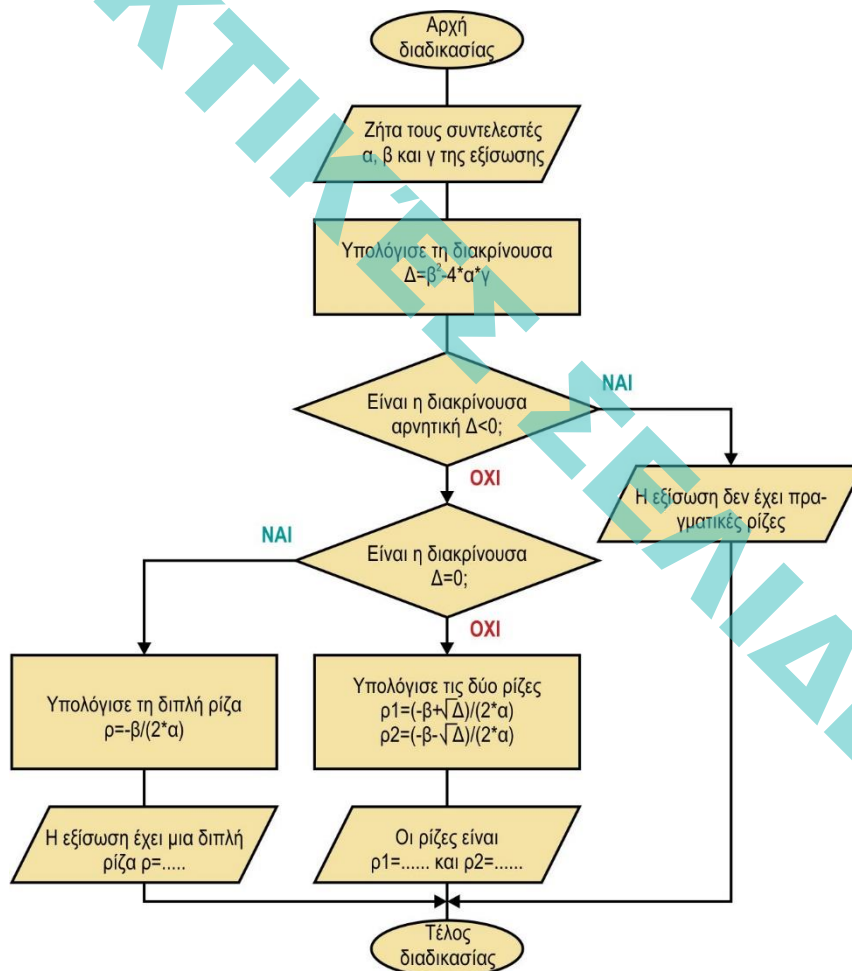 Αρχή
διαδικασίας
Ζήτα τους συντελεστές
α, β και γ της εξίσωσης
Υπολόγισε τη διακρίνουσα
Δ=β²-4*α*γ
Είναι η διακρίνουσα
αρνητική Δ<0;
ΝΑΙ
ΟΧΙ
Η εξίσωση δεν έχει πρα-
γματικές ρίζες
Είναι η διακρίνουσα
Δ=0;
ΝΑΙ
ΟΧΙ
Υπολόγισε τη διπλή ρίζα
ρ=-β/(2*α)
Υπολόγισε τις δύο ρίζες
ρ1=(-β+√Δ)/(2*α)
ρ2=(-β-√Δ)/(2*α)
Η εξίσωση έχει μια διπλή
ρίζα ρ=.....
Οι ρίζες είναι
ρ1=...... και ρ2=......
Τέλος
διαδικασίας
ΣΕΛΙΔ